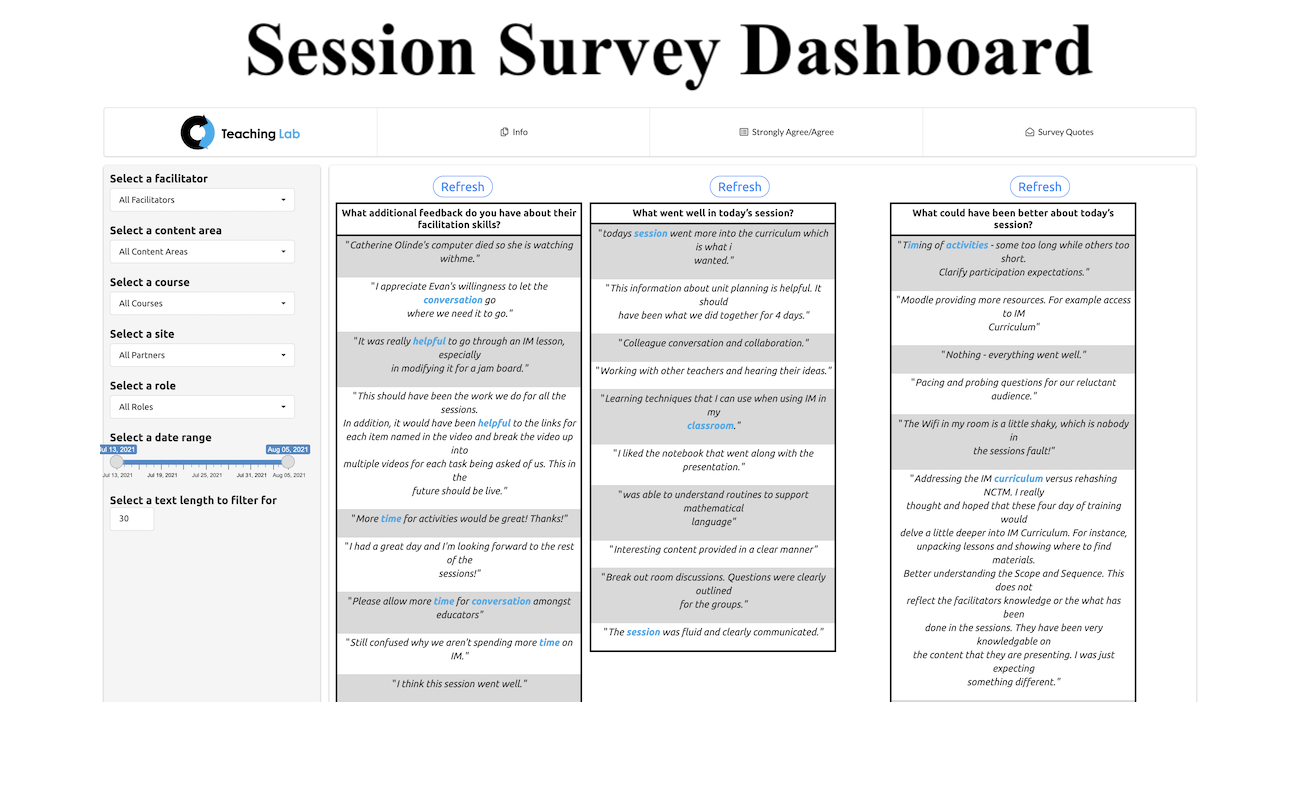 Session Survey Dashboard
Teaching Lab
Info
Strongly Agree/Agree
Survey Quotes
Select a facilitator
All Facilitators
Select a content area
All Content Areas
Select a course
All Courses
Select a site
All Partners
Select a role
All Roles
Select a date range
ul 13, 2021
Aug 05, 2021
Jul 13, 2021
Jul 19, 2021
Jul 25, 2021
Jul 31, 2021
Aug 05, 2021
Select a text length to filter for
30
Refresh
What additional feedback do you have about their
facilitation skills?
"Catherine Olinde's computer died so she is watching
withme."
"I appreciate Evan's willingness to let the
conversation go
where we need it to go."
"It was really helpful to go through an IM lesson,
especially
in modifying it for a jam board."
"This should have been the work we do for all the
sessions.
In addition, it would have been helpful to the links for
each item named in the video and break the video up
into
multiple videos for each task being asked of us. This in
the
future should be live."
"More time for activities would be great! Thanks!"
"I had a great day and I'm looking forward to the rest
of the
sessions!"
"Please allow more time for conversation amongst
educators"
"Still confused why we aren't spending more time on
IM."
"I think this session went well."
Refresh
What went well in today's session?
"todays session went more into the curriculum which
is what i
wanted."
"This information about unit planning is helpful. It
should
have been what we did together for 4 days."
"Colleague conversation and collaboration."
"Working with other teachers and hearing their ideas."
"Learning techniques that I can use when using IM in
my
classroom."
"I liked the notebook that went along with the
presentation."
"was able to understand routines to support
mathematical
language"
"Interesting content provided in a clear manner"
"Break out room discussions. Questions were clearly
outlined
for the groups."
"The session was fluid and clearly communicated."
Refresh
What could have been better about today's
session?
"Timing of activities - some too long while others too
short.
Clarify participation expectations."
"Moodle providing more resources. For example access
to IM
Curriculum"
"Nothing - everything went well."
"Pacing and probing questions for our reluctant
audience."
"The Wifi in my room is a little shaky, which is nobody
in
the sessions fault!"
"Addressing the IM curriculum versus rehashing
NCTM. I really
thought and hoped that these four day of training
would
delve a little deeper into IM Curriculum. For instance,
unpacking lessons and showing where to find
materials.
Better understanding the Scope and Sequence. This
does not
reflect the facilitators knowledge or the what has
been
done in the sessions. They have been very
knowledgable on
the content that they are presenting. I was just
expecting
something different."